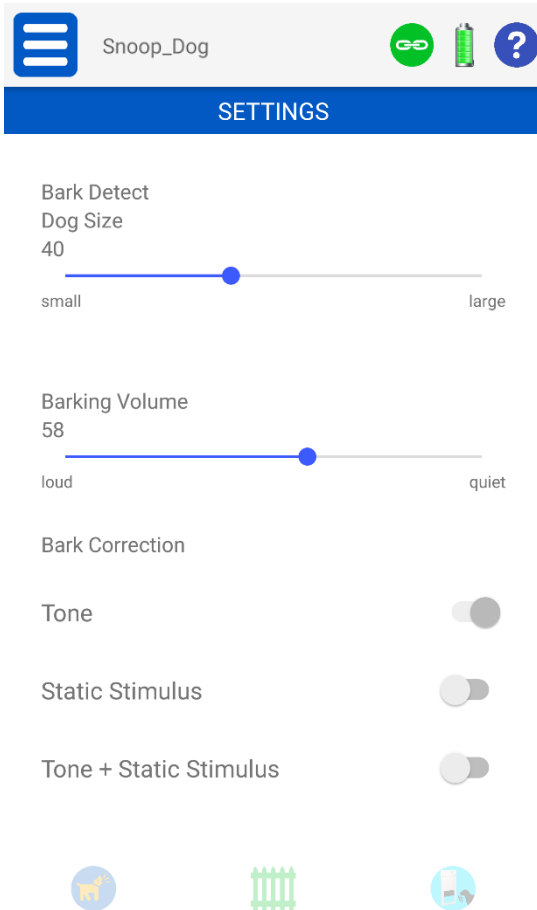 Snoop_Dog
?
SETTINGS
Bark Detect
Dog Size
40
small large
Barking Volume
58
loud quiet
Bark Correction
Tone
Static Stimulus
Tone + Static Stimulus